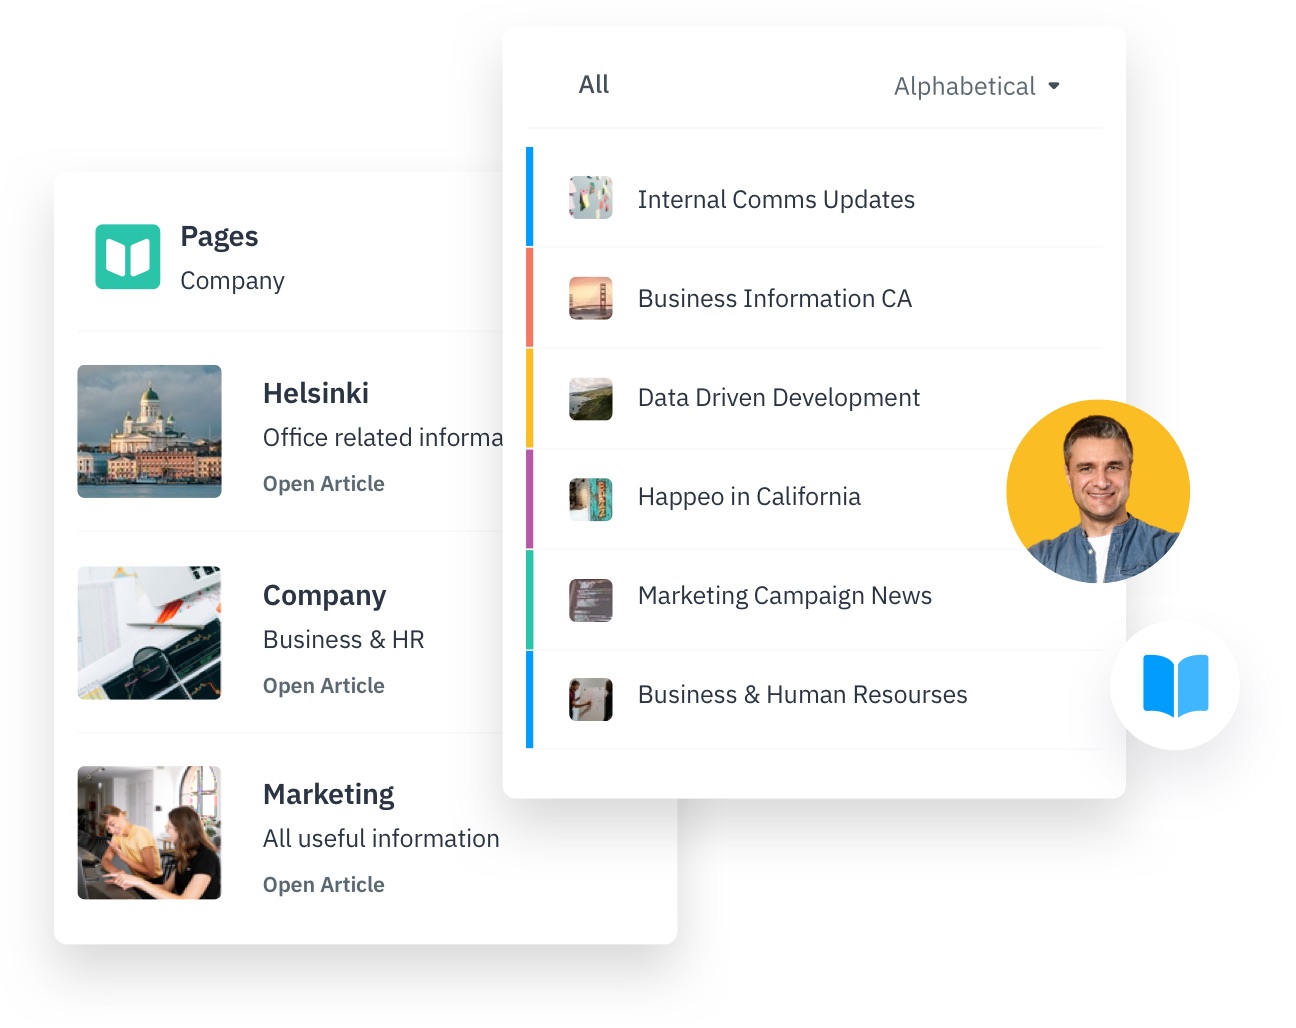 Pages
Company
Helsinki
Office related informa
Open Article
Company
Business & HR
Open Article
Marketing
All useful information
Open Article
All
Alphabetical
Internal Comms Updates
Business Information CA
Data Driven Development
Happeo in California
Marketing Campaign News
Business & Human Resourses